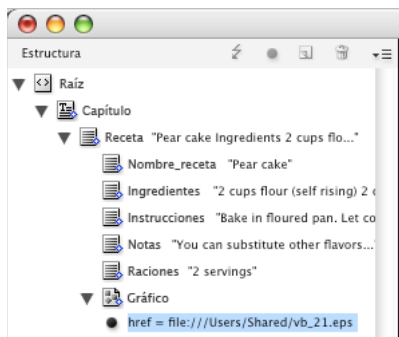 Estructura
Raíz
Capítulo
Receta "Pear cake Ingredients 2 cups flo..."
Nombre_receta "Pear cake"
Ingredientes "2 cups flour (self rising) 2
Instrucciones "Bake in floured pan. Let co
Notas "You can substitute other flavors...
Raciones "2 servings"
Gráfico
href = file:///Users/Shared/vb_21.eps